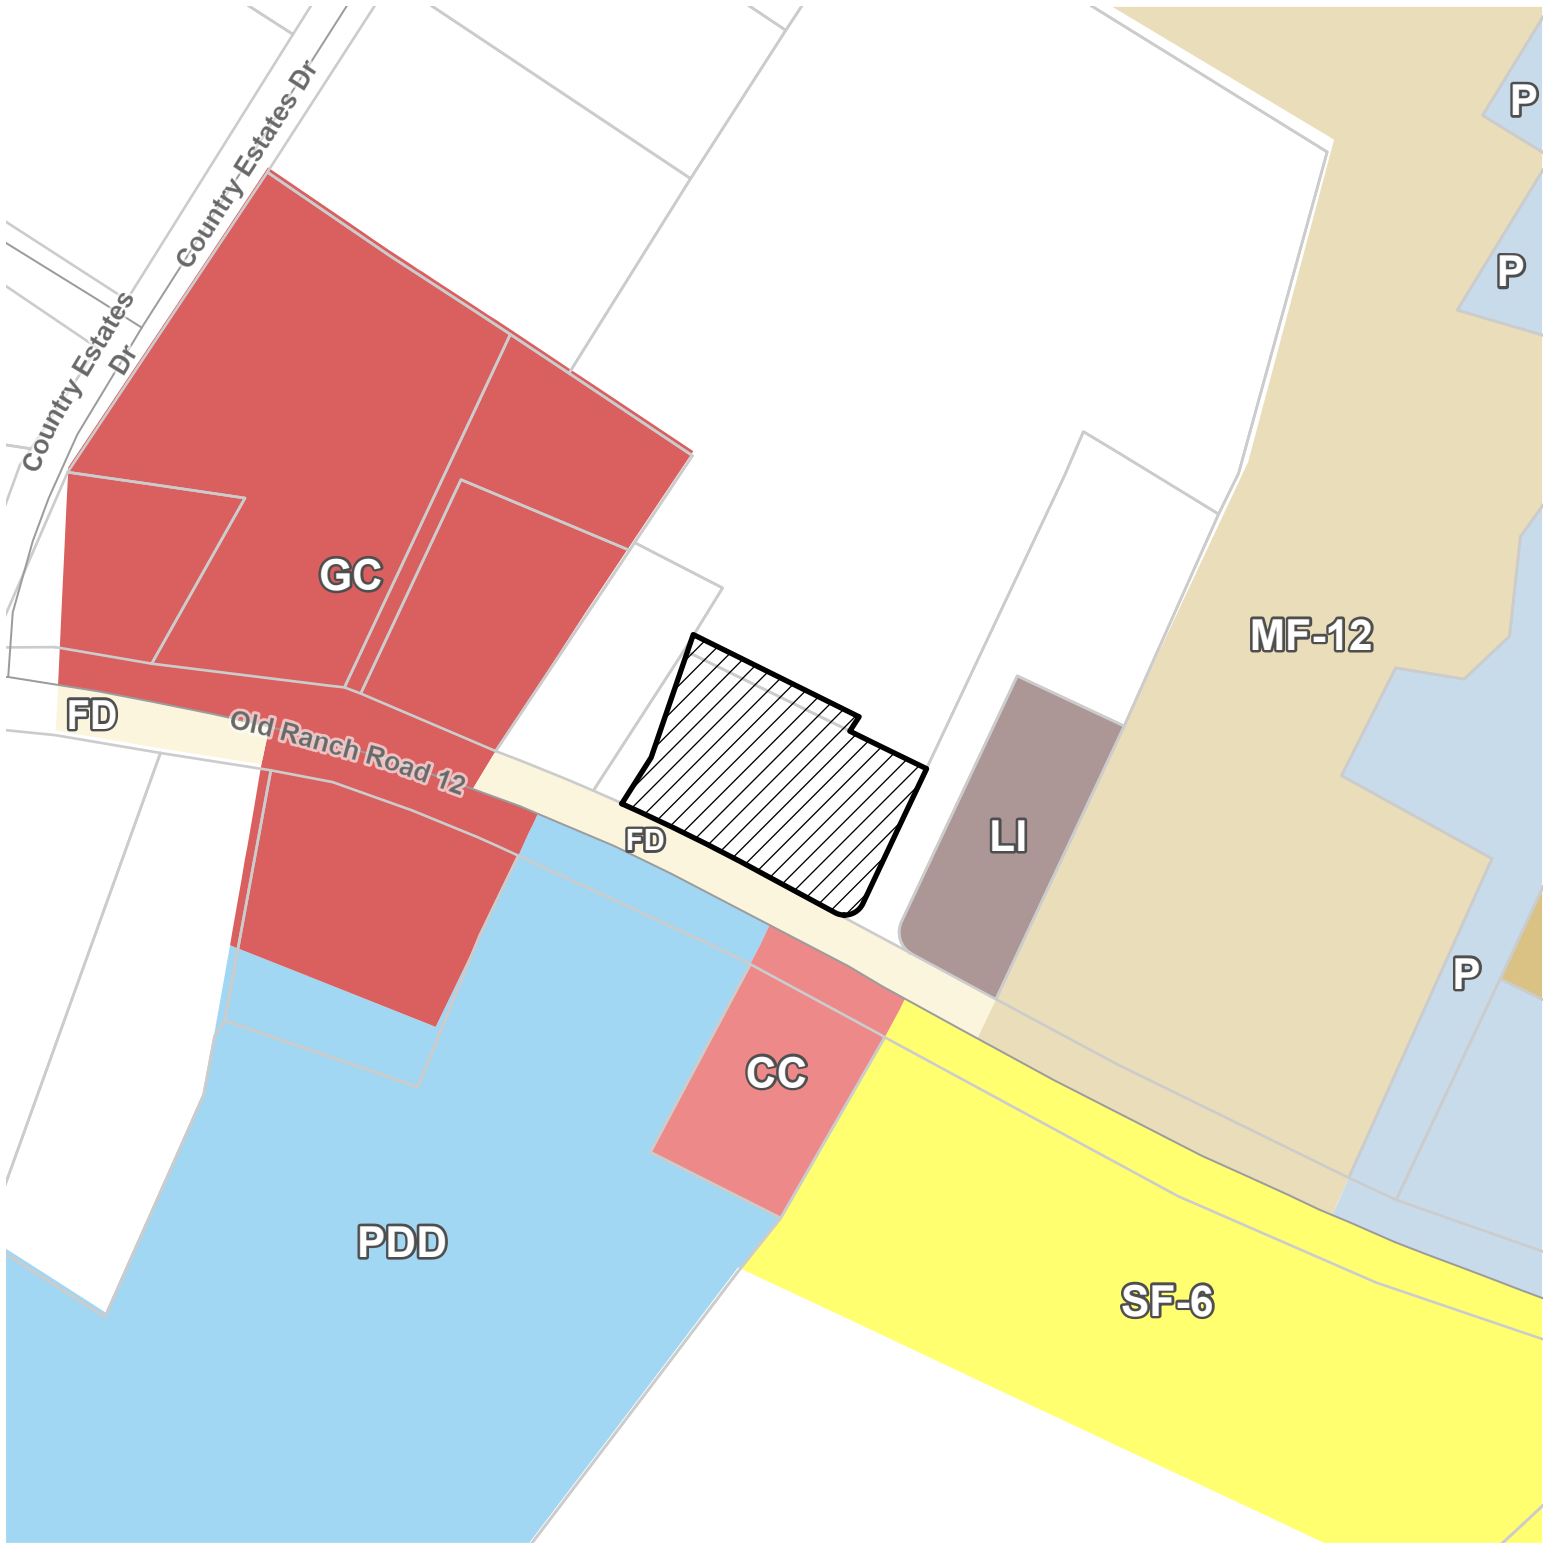 Country Estates Dr
P
P
Country Estates
Dr
GC
MF-12
FD
Old Ranch Road 12
FD
LI
P
CC
PDD
SF-6